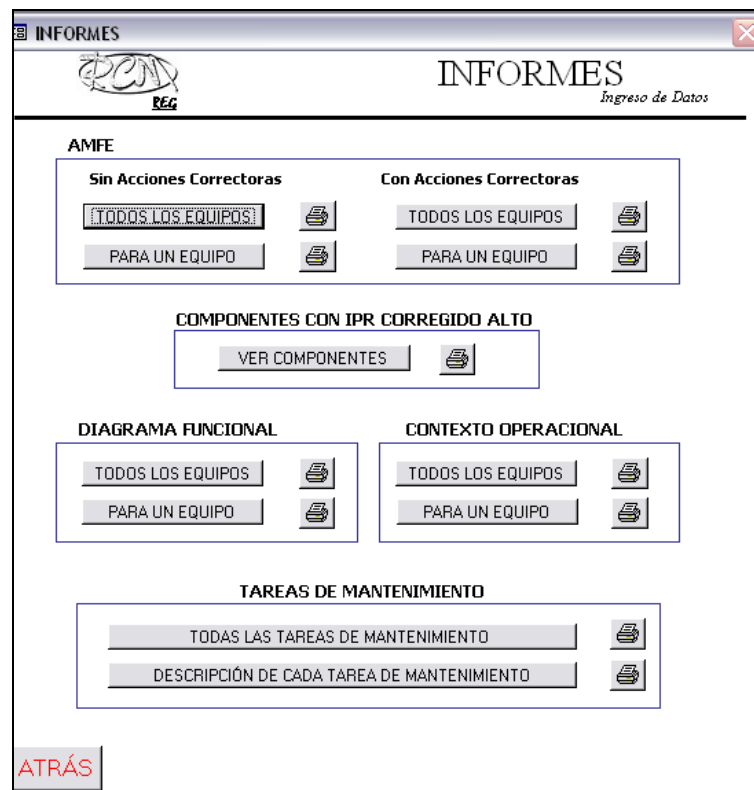 INFORMES
RCM INFORMES
REG Ingreso de Datos
AMFE
Sin Acciones Correctoras Con Acciones Correctoras
TODOS LOS EQUIPOS TODOS LOS EQUIPOS
PARA UN EQUIPO PARA UN EQUIPO
COMPONENTES CON IPR CORREGIDO ALTO
VER COMPONENTES
DIAGRAMA FUNCIONAL CONTEXTO OPERACIONAL
TODOS LOS EQUIPOS TODOS LOS EQUIPOS
PARA UN EQUIPO PARA UN EQUIPO
TAREAS DE MANTENIMIENTO
TODAS LAS TAREAS DE MANTENIMIENTO
DESCRIPCIÓN DE CADA TAREA DE MANTENIMIENTO
ATRÁS